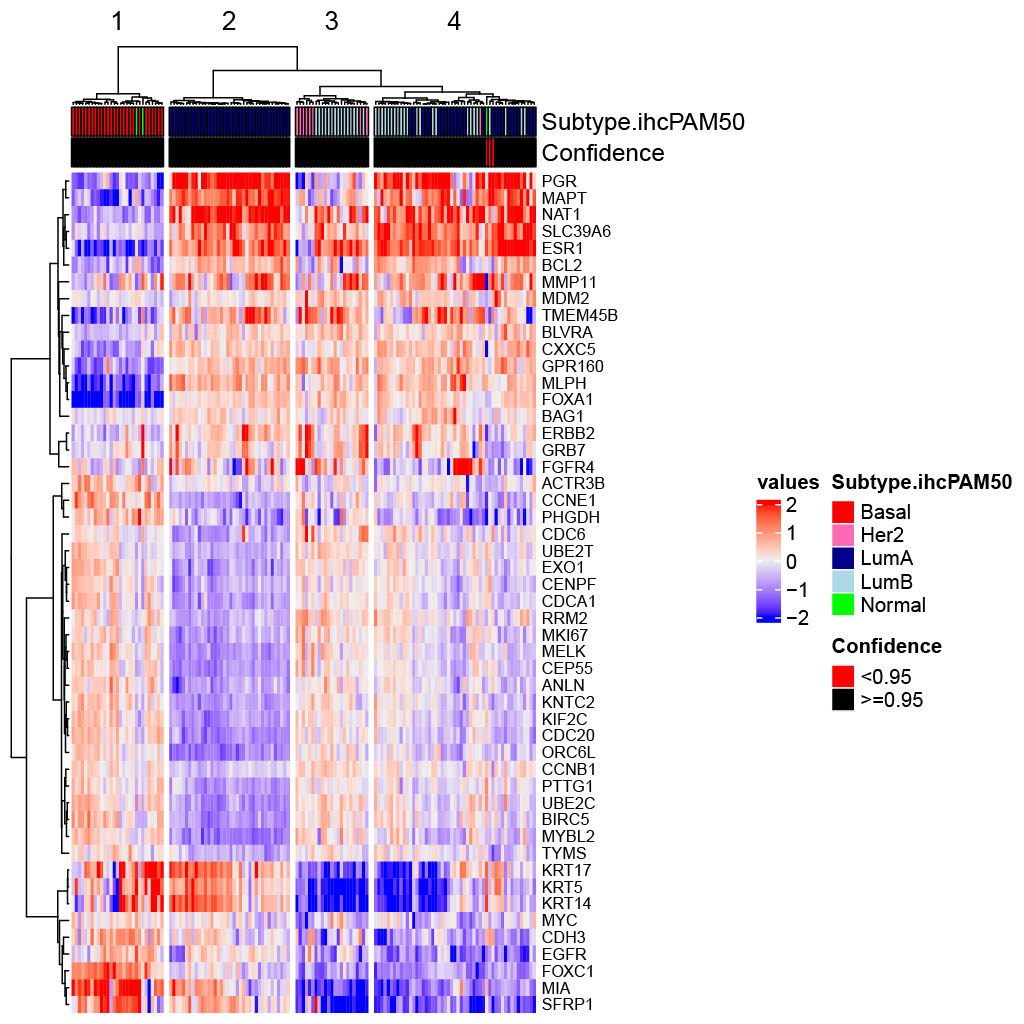 1 2 3 4
Subtype.ihcPAM50
Confidence
PGR
MAPT
NAT1
SLC39A6
ESR1
BCL2
MMP11
MDM2
TMEM45B
BLVRA
CXXC5
GPR160
MLPH
FOXA1
BAG1
ERBB2
GRB7
FGFR4
ACTR3B
CCNE1
PHGDH
CDC6
UBE2T
EXO1
CENPF
CDCA1
RRM2
MKI67
MELK
CEP55
ANLN
KNTC2
KIF2C
CDC20
ORC6L
CCNB1
PTTG1
UBE2C
BIRC5
MYBL2
TYMS
KRT17
KRT5
KRT14
MYC
CDH3
EGFR
FOXC1
MIA
SFRP1
values
2
1
0
−1
−2
Subtype.ihcPAM50
Basal
Her2
LumA
LumB
Normal
Confidence
<0.95
>=0.95